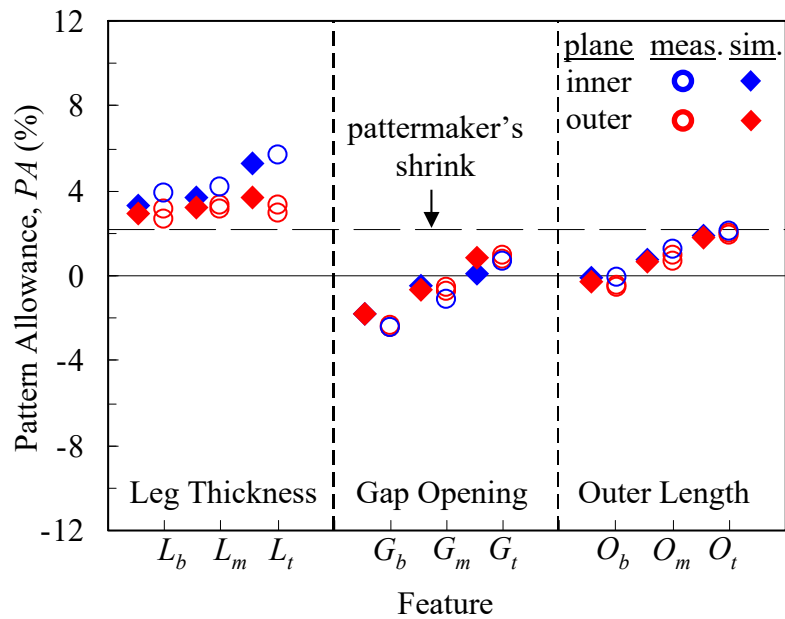 12
8
4
0
-4
-8
-12
Pattern Allowance, PA (%)
plane meas. sim.
inner
outer
pattermaker's
shrink
Leg Thickness
Gap Opening
Outer Length
L_b L_m L_t G_b G_m G_t O_b O_m O_t
Feature